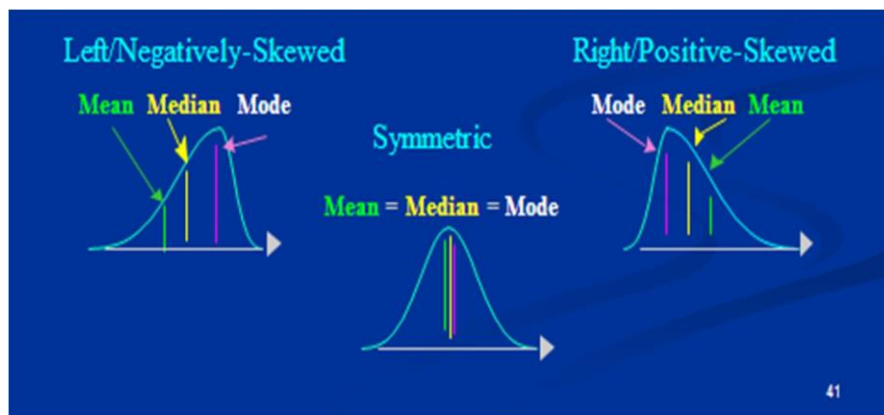 Left/Negatively-Skewed
Mean Median Mode
Symmetric
Mean = Median = Mode
Right/Positive-Skewed
Mode Median Mean
41